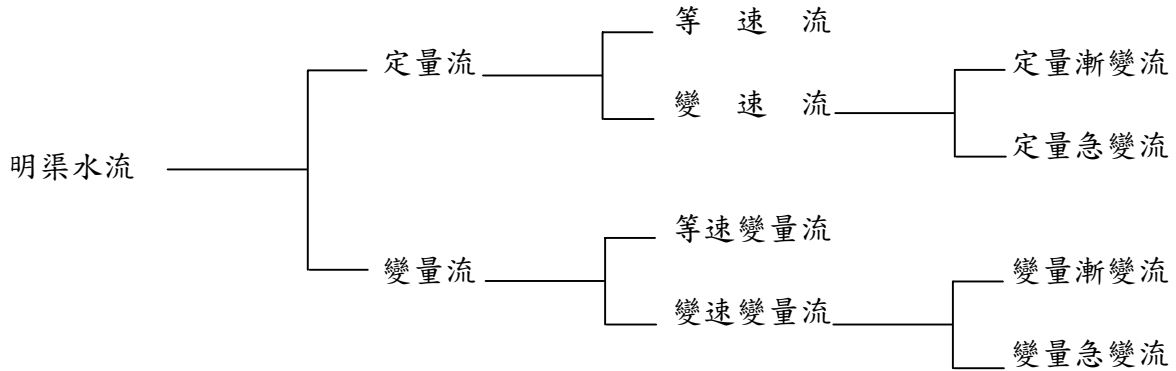 等 速 流
定量流
定量漸變流
變 速 流
定量急變流
明渠水流
等速變量流
變量流
變量漸變流
變速變量流
變量急變流